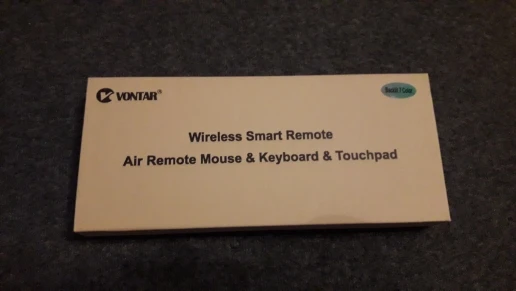 VONTAR®
Wireless Smart Remote
Air Remote Mouse & Keyboard & Touchpad